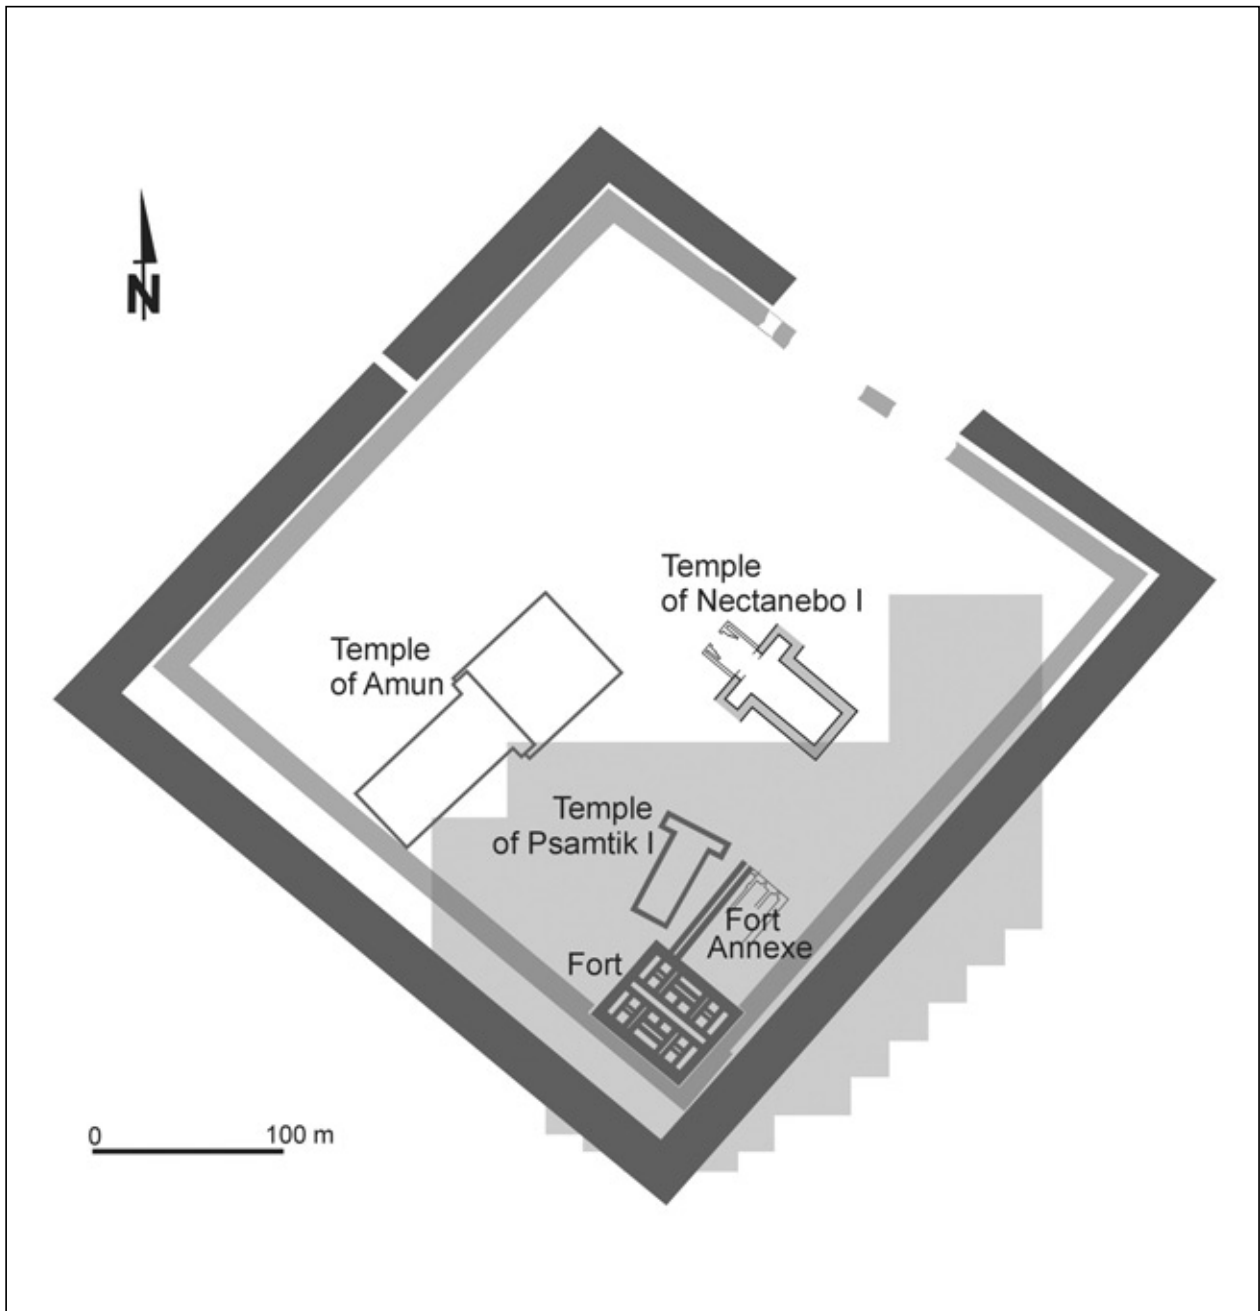 N
Temple
of Nectanebo I
Temple
of Amun
Temple
of Psamtik I
Fort
Annexe
Fort
0 100 m